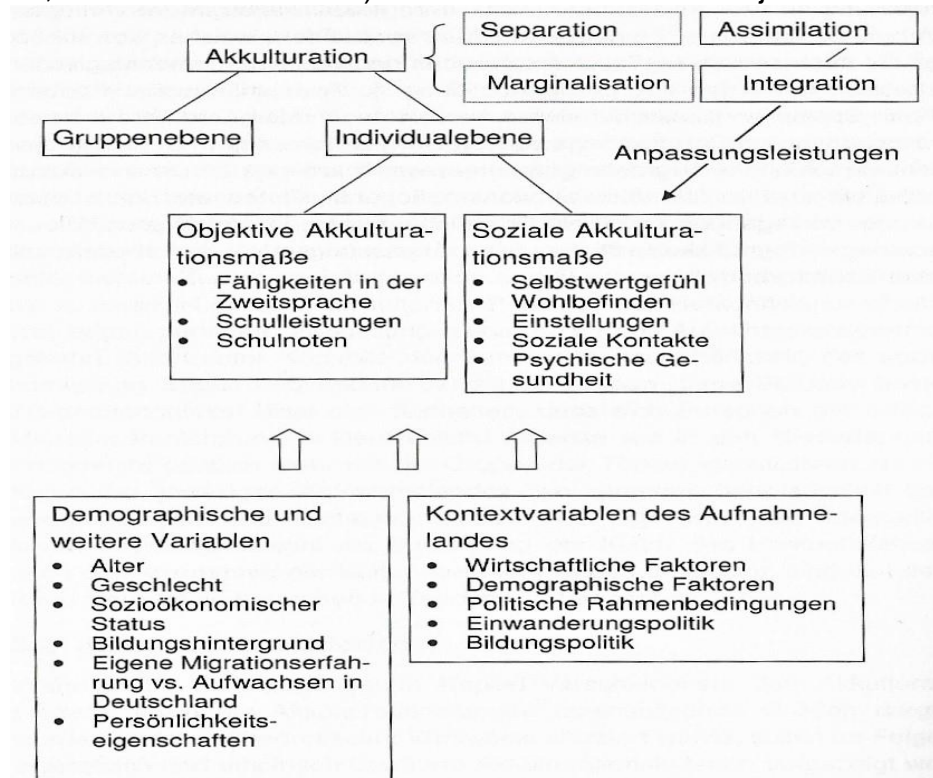 Separation
Assimilation
Akkulturation
Marginalisation
Integration
Gruppenebene
Individualebene
Anpassungsleistungen
Objektive Akkultura-
tionsmaße
• Fähigkeiten in der
Zweitsprache
• Schulleistungen
• Schulnoten
Soziale Akkultura-
tionsmaße
• Selbstwertgefühl
• Wohlbefinden
• Einstellungen
• Soziale Kontakte
• Psychische Ge-
sundheit
Demographische und
weitere Variablen
• Alter
• Geschlecht
• Sozioökonomischer
Status
• Bildungshintergrund
• Eigene Migrationserfah-
rung vs. Aufwachsen in
Deutschland
• Persönlichkeits-
eigenschaften
Kontextvariablen des Aufnahme-
landes
• Wirtschaftliche Faktoren
• Demographische Faktoren
• Politische Rahmenbedingungen
• Einwanderungspolitik
• Bildungspolitik